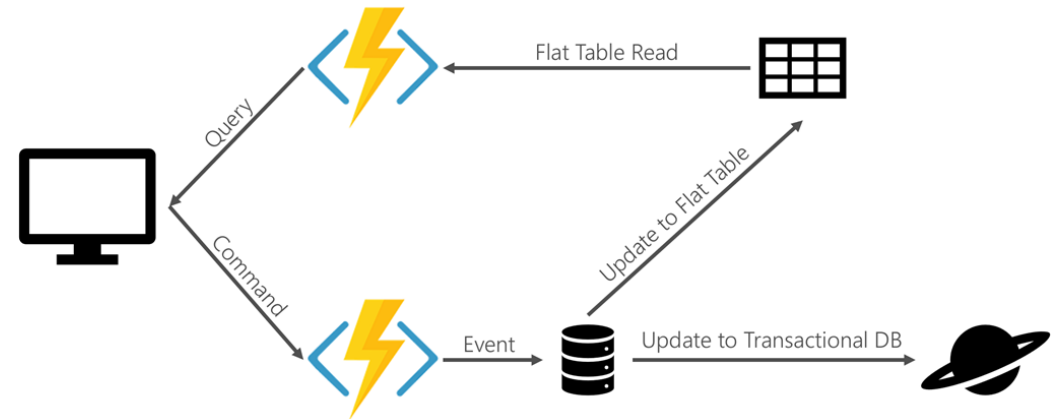 Flat Table Read
Query
Update to Flat Table
Command
Event
Update to Transactional DB